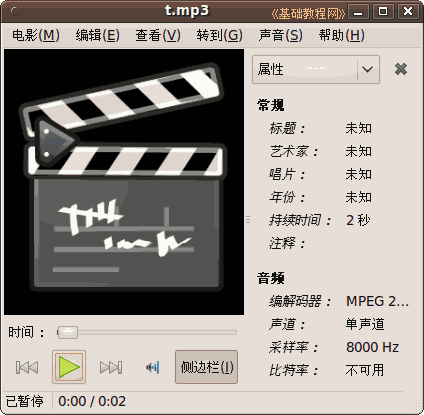 t.mp3
《基础教程网》
电影(M) 编辑(E) 查看(V) 转到(G) 声音(S) 帮助(H)
属性
常规
标题： 未知
艺术家： 未知
唱片： 未知
年份： 未知
持续时间： 2 秒
注释：
音频
编解码器： MPEG 2...
声道： 单声道
采样率： 8000 Hz
比特率： 不可用
时间：
侧边栏(I)
已暂停 0:00 / 0:02